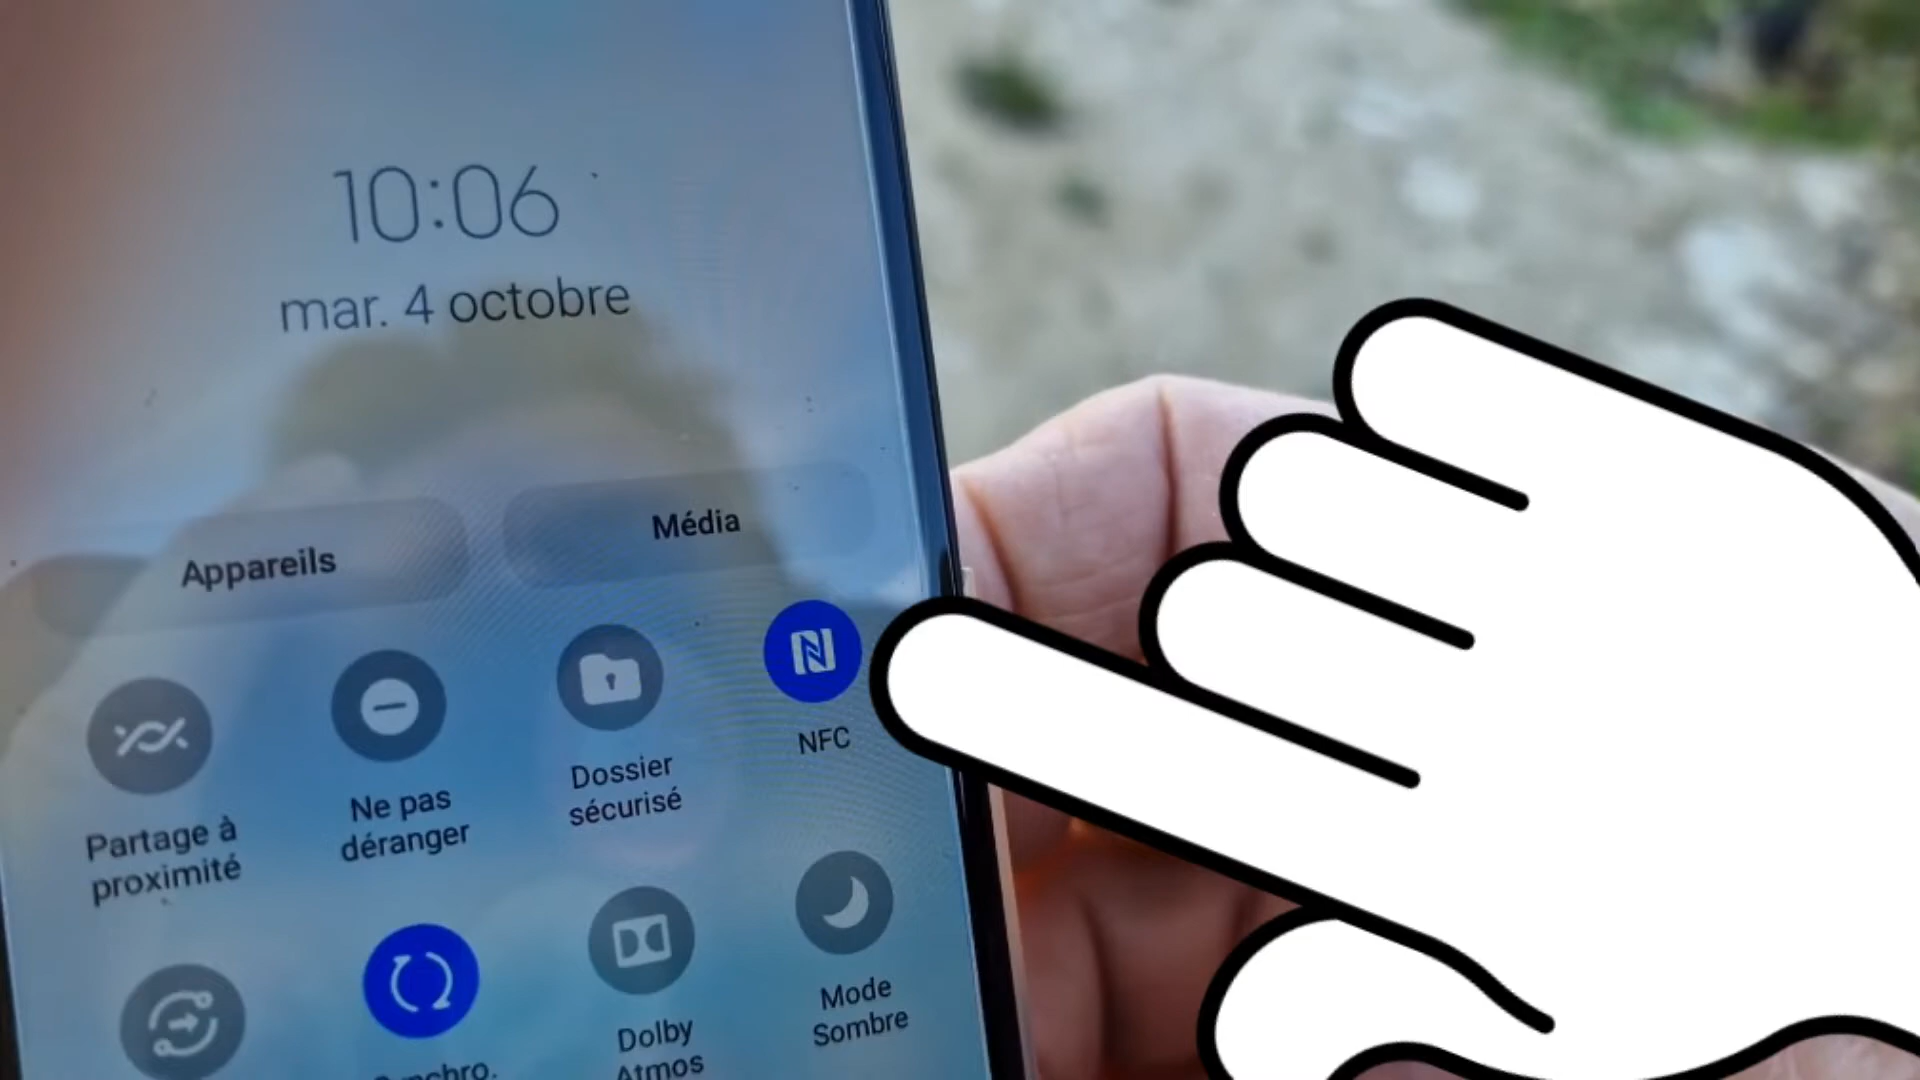 10:06
mar. 4 octobre
Appareils
Média
Partage à
proximité
Ne pas
déranger
Dossier
sécurisé
NFC
Dolby
Atmos
Mode
Sombre